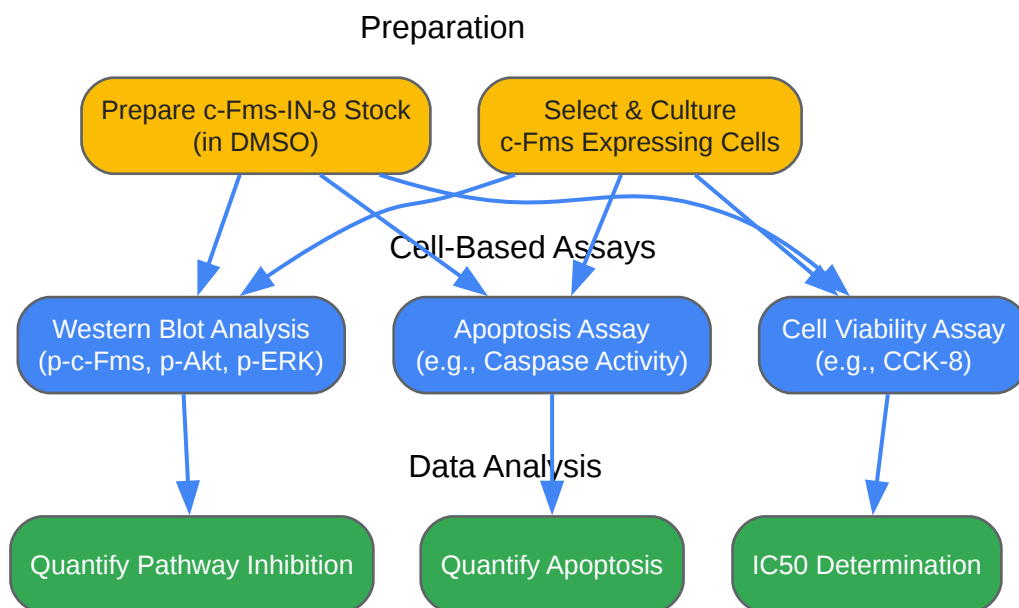 Preparation
Prepare c-Fms-IN-8 Stock
(in DMSO)
Select & Culture
c-Fms Expressing Cells
Cell-Based Assays
Western Blot Analysis
(p-c-Fms, p-Akt, p-ERK)
Apoptosis Assay
(e.g., Caspase Activity)
Cell Viability Assay
(e.g., CCK-8)
Data Analysis
Quantify Pathway Inhibition
Quantify Apoptosis
IC50 Determination